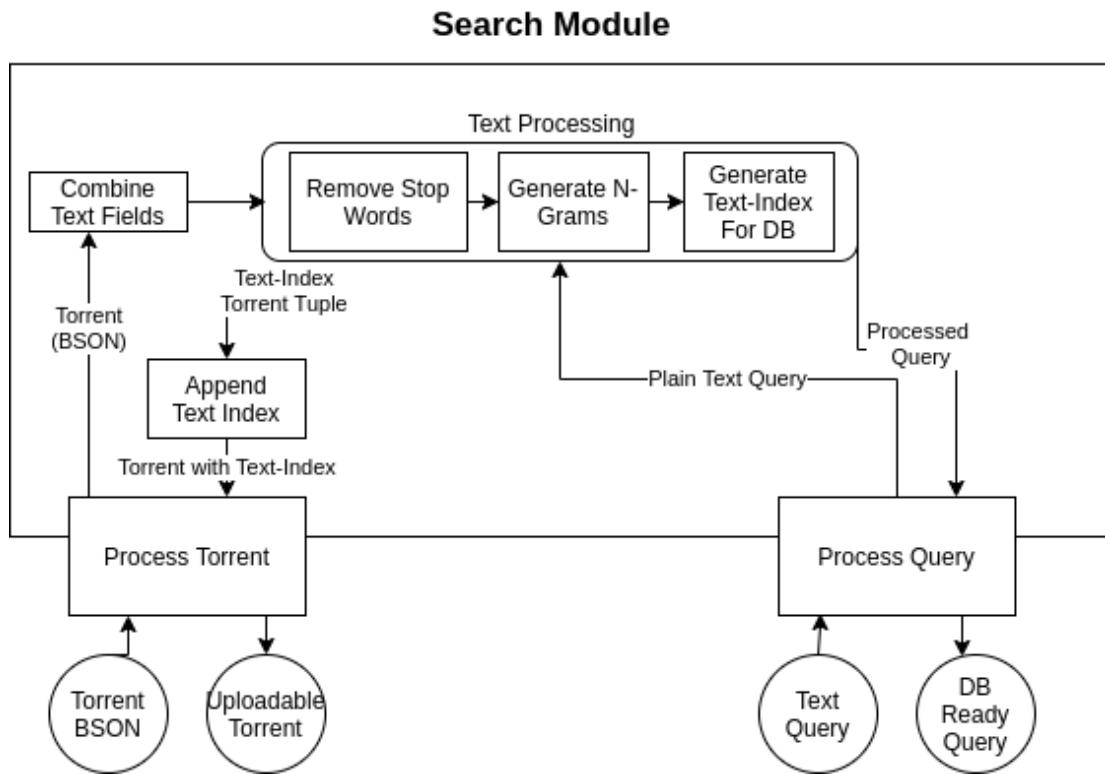 Search Module
Text Processing
Combine
Text Fields
Remove Stop
Words
Generate N-
Grams
Generate
Text-Index
For DB
Text-Index
Torrent Tuple
Torrent
(BSON)
Processed
Query
Append
Text Index
Plain Text Query
Torrent with Text-Index
Process Torrent
Process Query
Torrent
BSON
Uploadable
Torrent
Text
Query
DB
Ready
Query